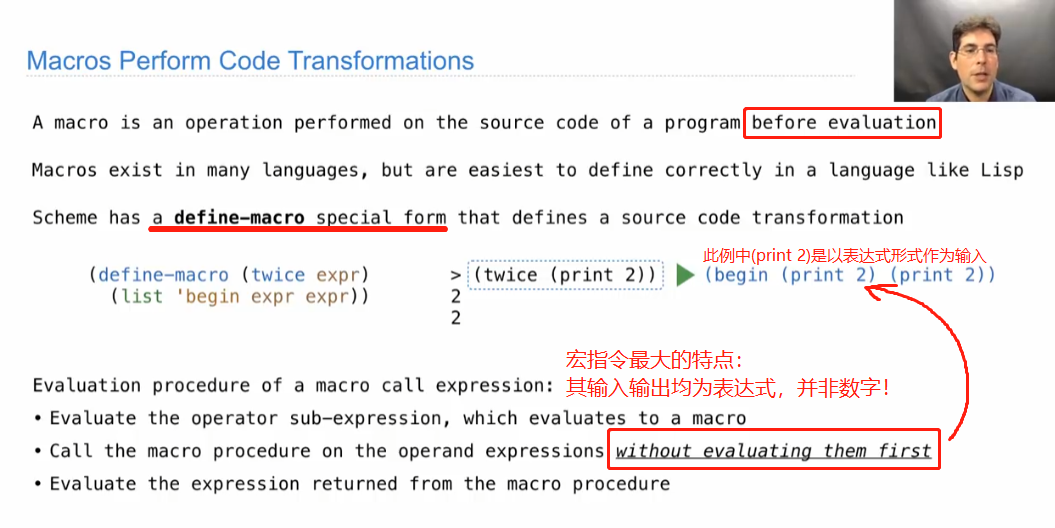 Macros Perform Code Transformations
A macro is an operation performed on the source code of a program before evaluation
Macros exist in many languages, but are easiest to define correctly in a language like Lisp
Scheme has a define-macro special form that defines a source code transformation
此例中(print 2)是以表达式形式作为输入
(define-macro (twice expr) > (twice (print 2)) (begin (print 2) (print 2))
(list 'begin expr expr)) 2
2
宏指令最大的特点：
其输入输出均为表达式，并非数字！
Evaluation procedure of a macro call expression:
• Evaluate the operator sub-expression, which evaluates to a macro
• Call the macro procedure on the operand expressions without evaluating them first
• Evaluate the expression returned from the macro procedure